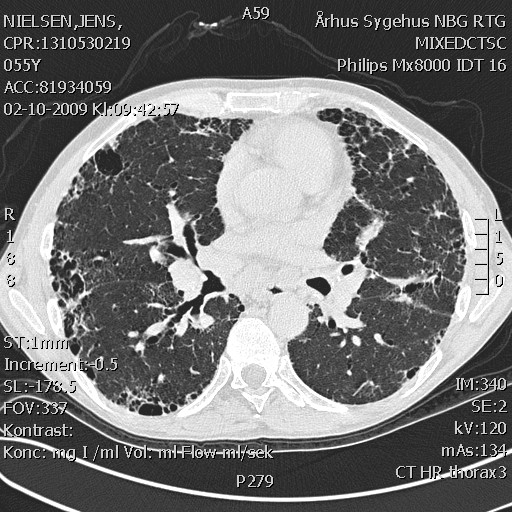 NIELSEN,JENS,
CPR:1310530219
055Y
ACC:81934059
02-10-2009 Kl:09:42:57
A59
Århus Sygehus NBG RTG
MIXEDCTSC
Philips Mx8000 IDT 16
R
1
8
8
L
1
5
0
ST:1mm
Increment:-0.5
SL:-178.5
FOV:337
Kontrast:
Konc: mg I /ml Vol: ml Flow ml/sek
P279
IM:340
SE:2
kV:120
mAs:134
CT HR thorax3